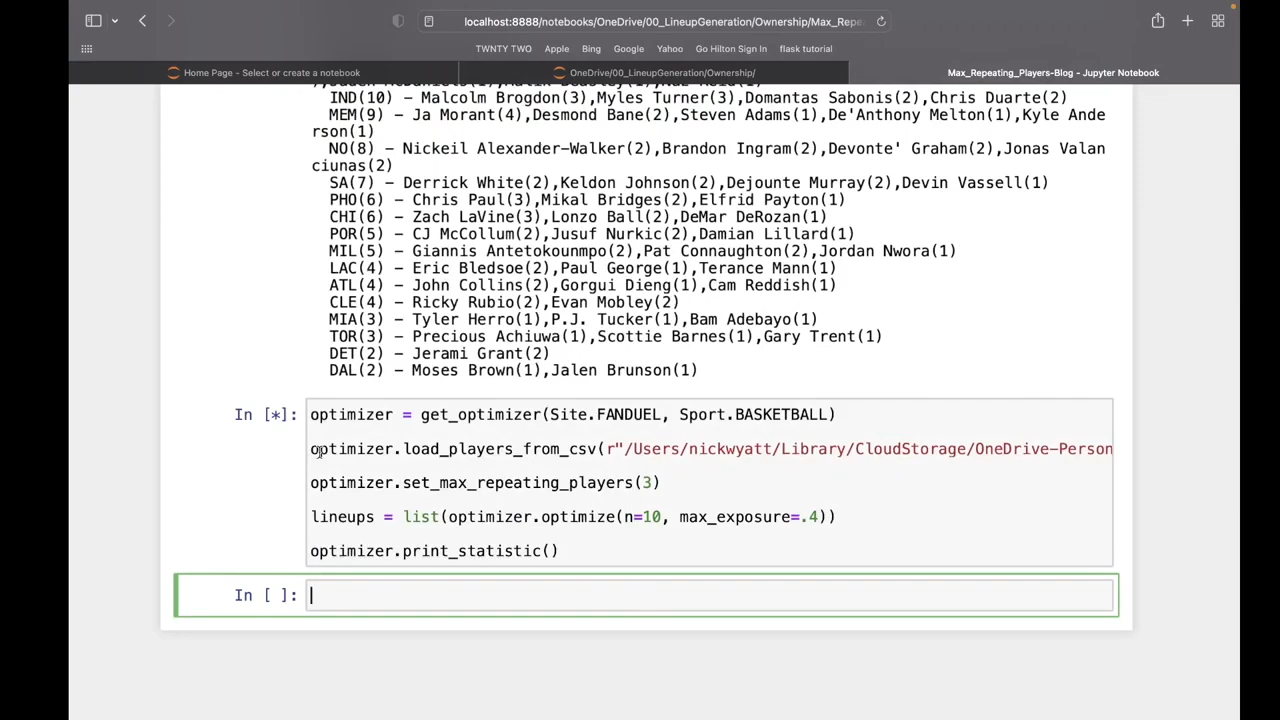 localhost:8888/notebooks/OneDrive/00_LineupGeneration/Ownership/Max_Repe
TWNTY TWO Apple Bing Google Yahoo Go Hilton Sign In flask tutorial
Home Page - Select or create a notebook OneDrive/00_LineupGeneration/Ownership/ Max_Repeating_Players-Blog - Jupyter Notebook
IND(10) – Malcolm Brogdon(3),Myles Turner(3),Domantas Sabonis(2),Chris Duarte(2)
MEM(9) – Ja Morant(4),Desmond Bane(2),Steven Adams(1),De'Anthony Melton(1),Kyle Ande
rson(1)
NO(8) – Nickeil Alexander-Walker(2),Brandon Ingram(2),Devonte' Graham(2),Jonas Valan
ciunas(2)
SA(7) – Derrick White(2),Keldon Johnson(2),Dejounte Murray(2),Devin Vassell(1)
PHO(6) – Chris Paul(3),Mikal Bridges(2),Elfrid Payton(1)
CHI(6) – Zach LaVine(3),Lonzo Ball(2),DeMar DeRozan(1)
POR(5) – CJ McCollum(2),Jusuf Nurkic(2),Damian Lillard(1)
MIL(5) – Giannis Antetokounmpo(2),Pat Connaughton(2),Jordan Nwora(1)
LAC(4) – Eric Bledsoe(2),Paul George(1),Terance Mann(1)
ATL(4) – John Collins(2),Gorgui Dieng(1),Cam Reddish(1)
CLE(4) – Ricky Rubio(2),Evan Mobley(2)
MIA(3) – Tyler Herro(1),P.J. Tucker(1),Bam Adebayo(1)
TOR(3) – Precious Achiuwa(1),Scottie Barnes(1),Gary Trent(1)
DET(2) – Jerami Grant(2)
DAL(2) – Moses Brown(1),Jalen Brunson(1)
In [*]: optimizer = get_optimizer(Site.FANDUEL, Sport.BASKETBALL)
optimizer.load_players_from_csv(r"/Users/nickwyatt/Library/CloudStorage/OneDrive-Person
optimizer.set_max_repeating_players(3)
lineups = list(optimizer.optimize(n=10, max_exposure=.4))
optimizer.print_statistic()
In [ ]: